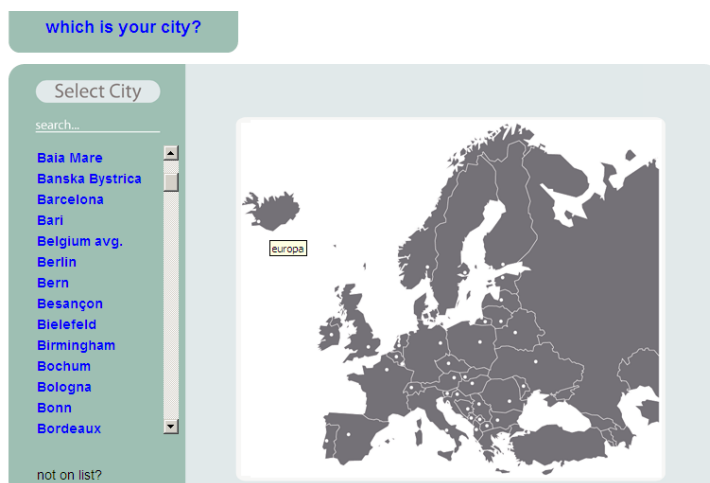 which is your city?
Select City
search...
Baia Mare
Banska Bystrica
Barcelona
Bari
Belgium avg.
Berlin
Bern
Besançon
Bielefeld
Birmingham
Bochum
Bologna
Bonn
Bordeaux
not on list?
europa